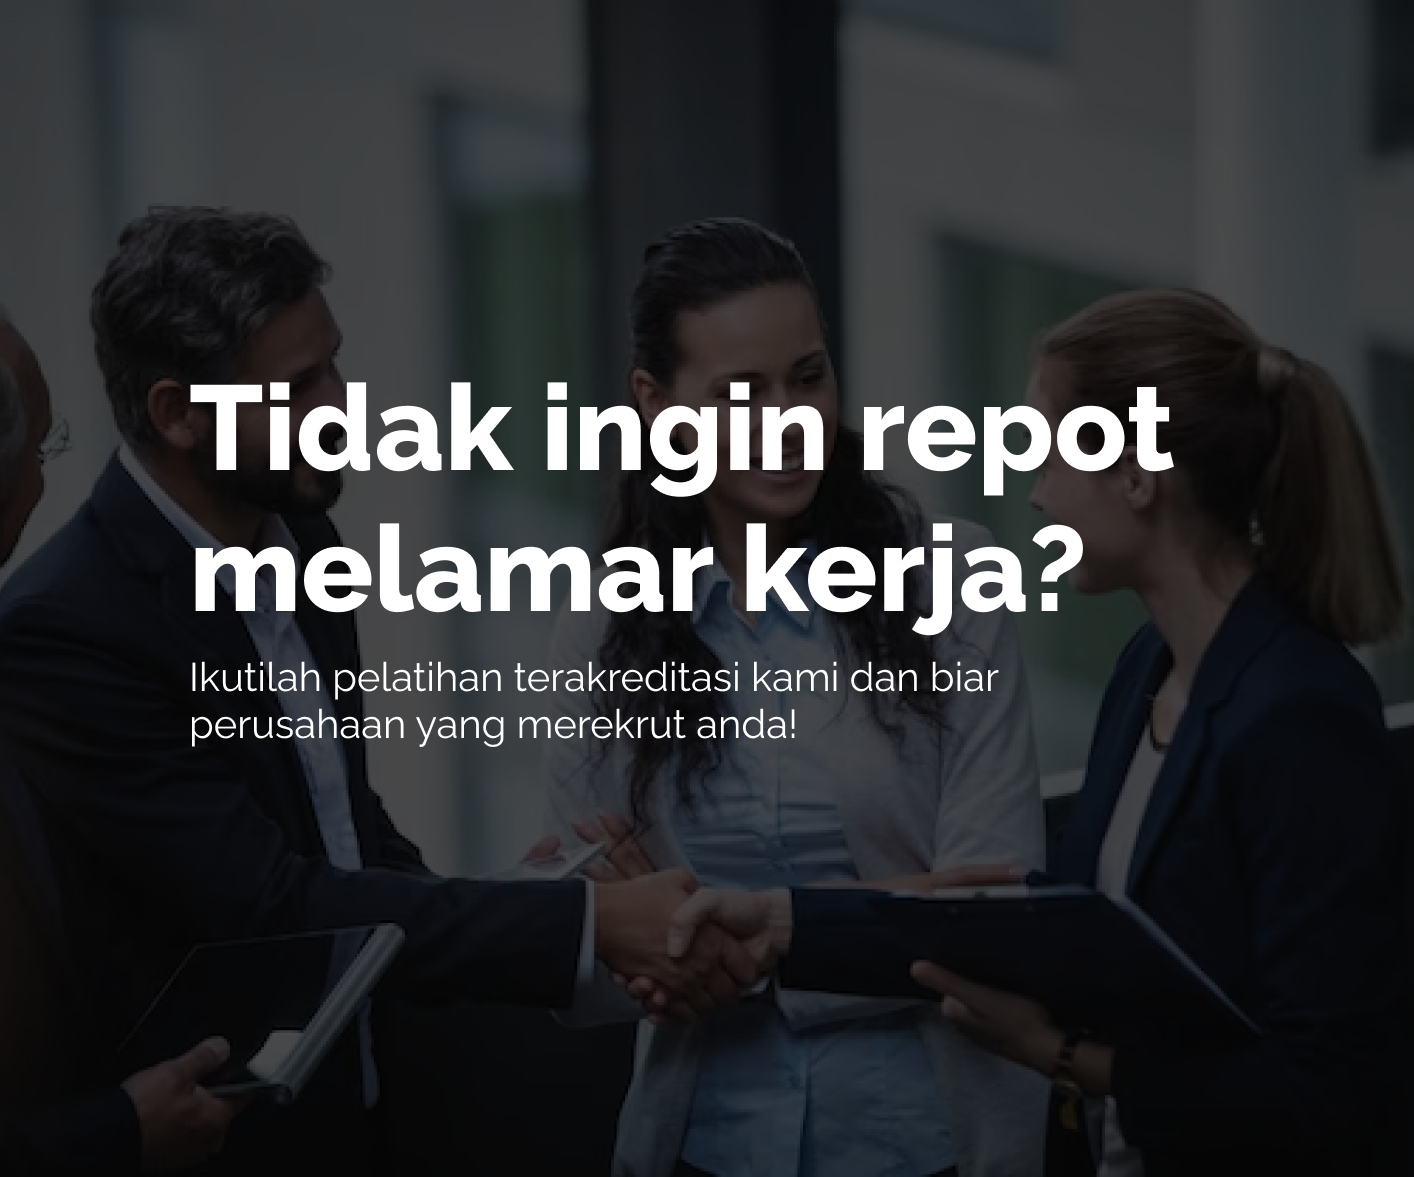 Tidak ingin repot
melamar kerja?
Ikutilah pelatihan terakreditasi kami dan biar
perusahaan yang merekrut anda!